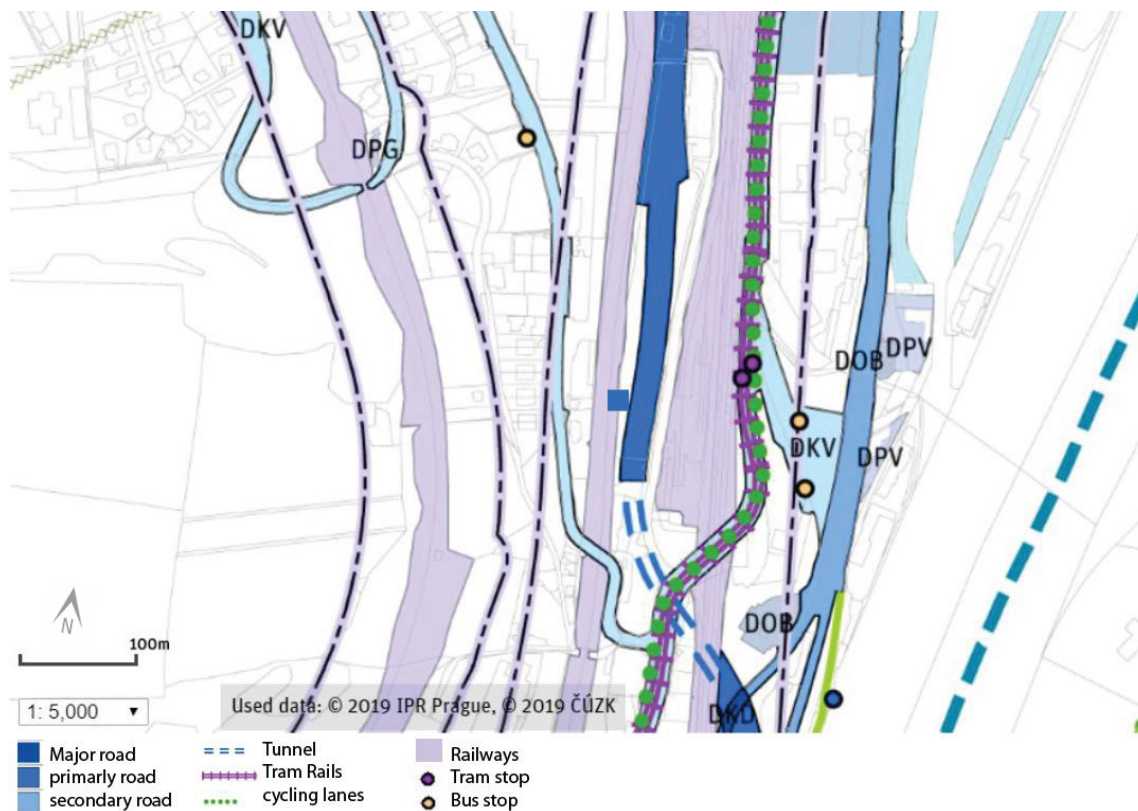 DKV
DPG
DOB
DPV
DKV
DPV
DOB
DKD
N
100m
1: 5,000
Used data: © 2019 IPR Prague, © 2019 ČÚZK
Major road
primarly road
secondary road
Tunnel
Tram Rails
cycling lanes
Railways
Tram stop
Bus stop